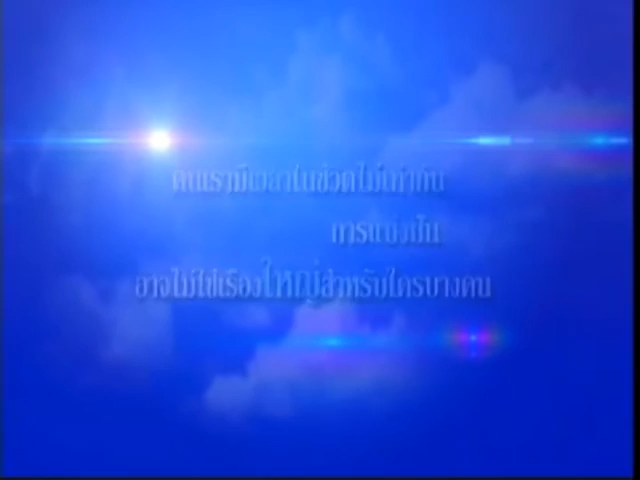 คนเรามีเวลาในชีวิตไม่เท่ากัน
การแบ่งปัน
อาจไม่ใช่เรื่องใหญ่สำหรับใครบางคน